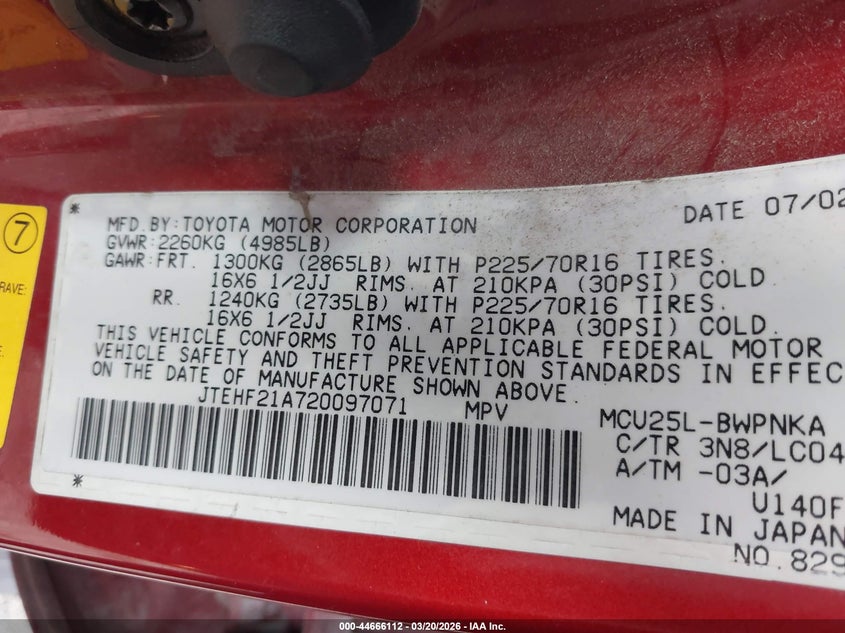 7
RAVE:
E.
* MFD.BY:TOYOTA MOTOR CORPORATION DATE 07/02
GVWR:2260KG (4985LB)
GAWR:FRT. 1300KG (2865LB) WITH P225/70R16 TIRES.
16X6 1/2JJ RIMS. AT 210KPA (30PSI) COLD.
RR. 1240KG (2735LB) WITH P225/70R16 TIRES.
16X6 1/2JJ RIMS. AT 210KPA (30PSI) COLD.
THIS VEHICLE CONFORMS TO ALL APPLICABLE FEDERAL MOTOR
VEHICLE SAFETY AND THEFT PREVENTION STANDARDS IN EFFEC
ON THE DATE OF MANUFACTURE SHOWN ABOVE.
JTEHF21A720097071 MPV
MCU25L-BWPNKA
C/TR 3N8/LC04
A/TM -03A/
U140F
MADE IN JAPAN
NO.829
*
000-44666112 - 03/20/2026 - IAA Inc.